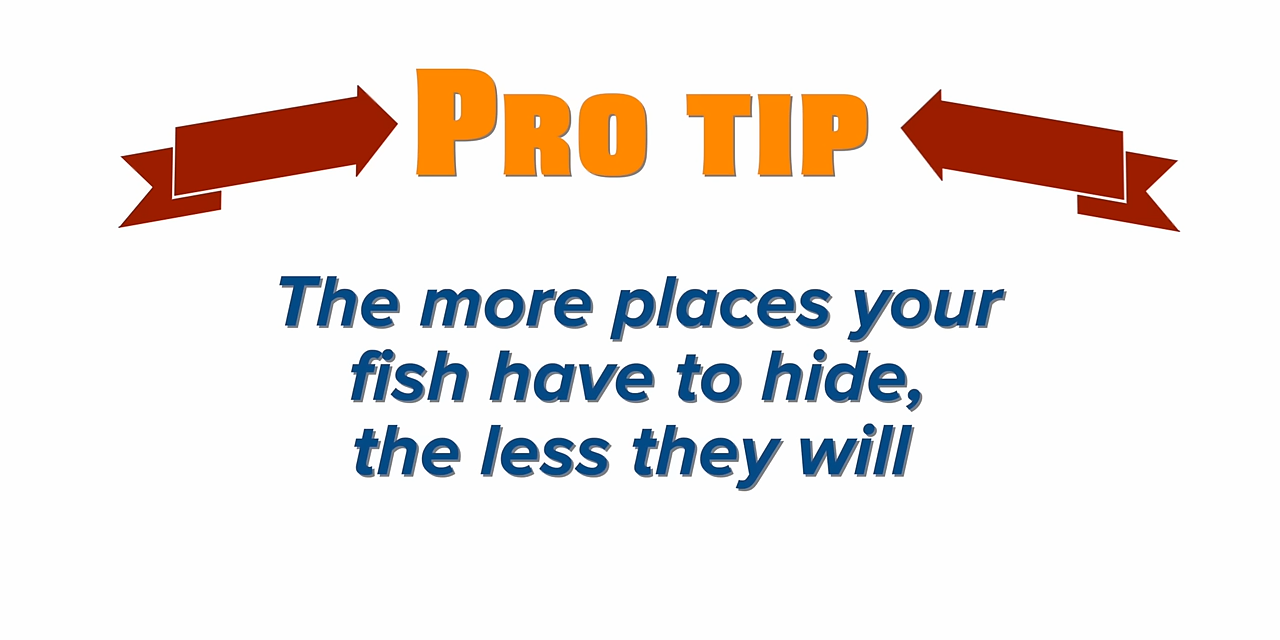 Pro tip
The more places your
fish have to hide,
the less they will